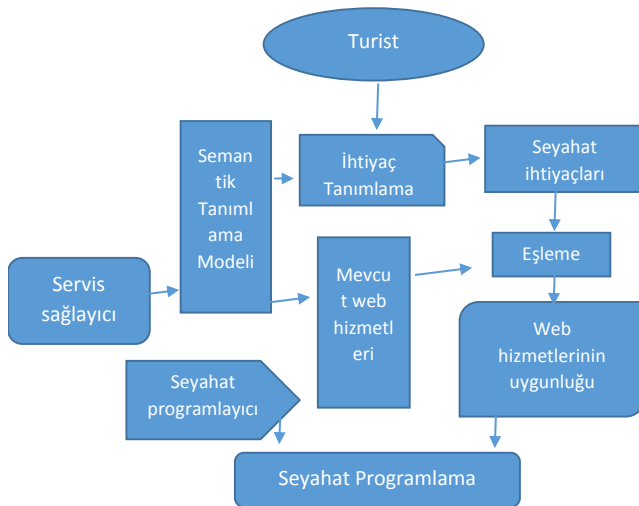 Turist
Seman
tik
Tanıml
ama
Modeli
İhtiyaç
Tanımlama
Seyahat
ihtiyaçları
Servis
sağlayıcı
Mevcu
t web
hizmetl
eri
Eşleme
Web
hizmetlerinin
uygunluğu
Seyahat
programlayıcı
Seyahat Programlama